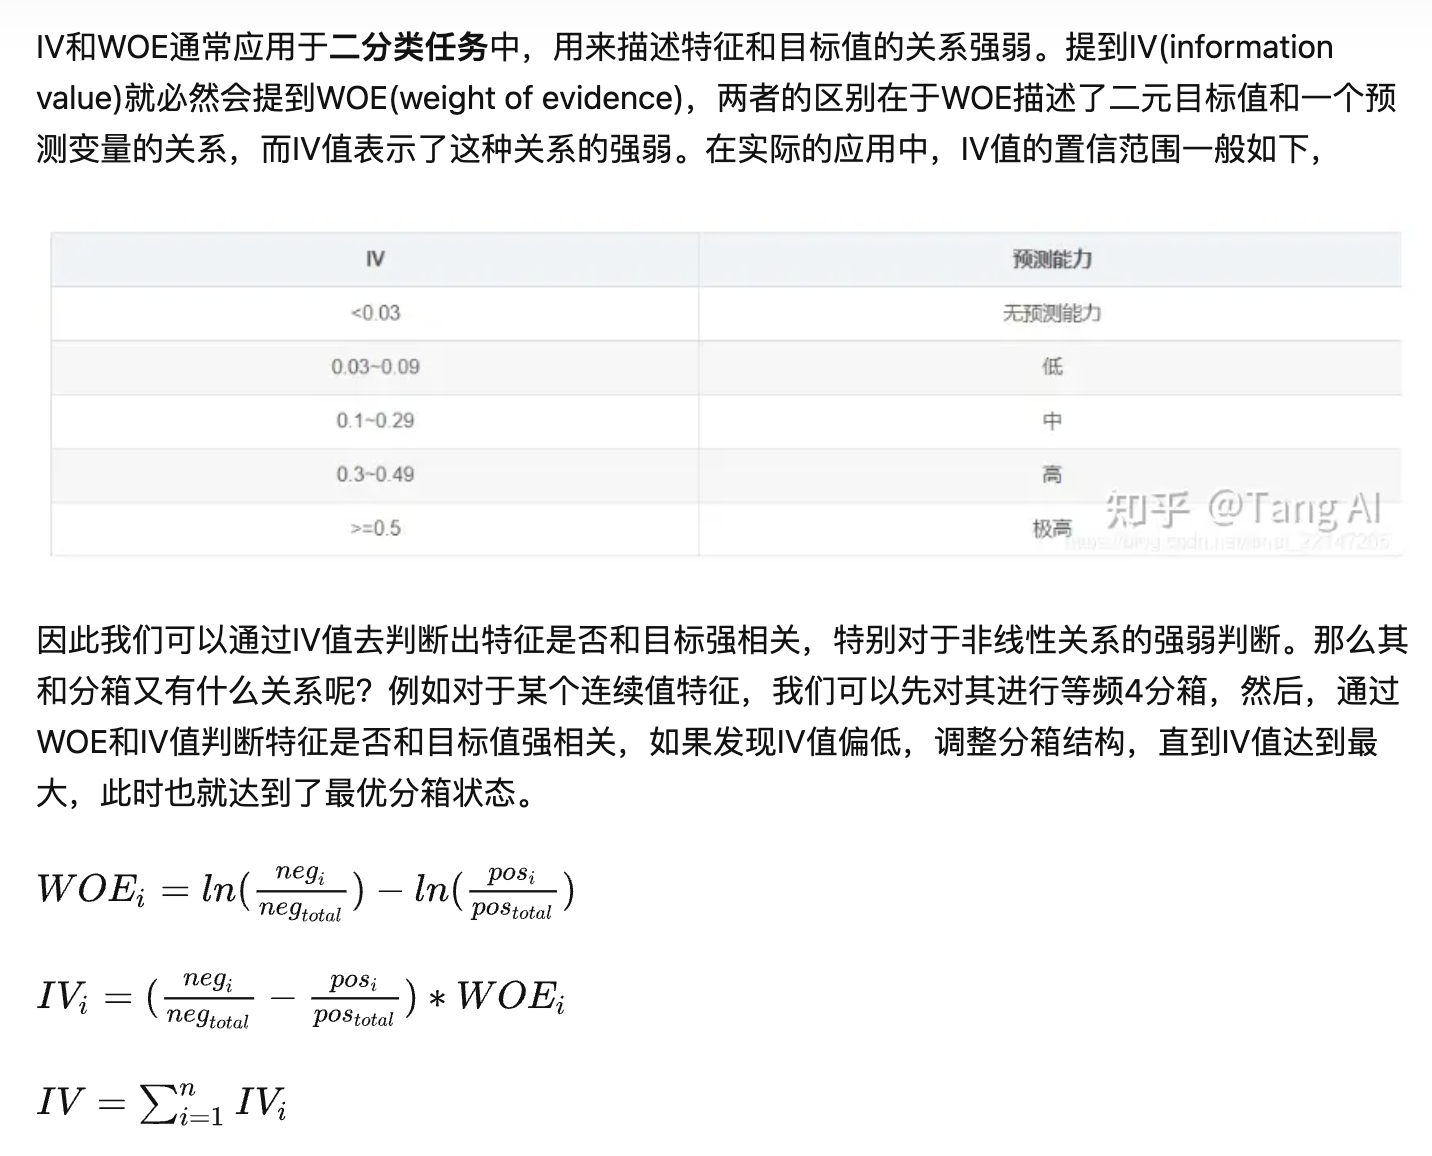 IV和WOE通常应用于二分类任务中，用来描述特征和目标值的关系强弱。提到IV(information
value)就必然会提到WOE(weight of evidence)，两者的区别在于WOE描述了二元目标值和一个预
测变量的关系，而IV值表示了这种关系的强弱。在实际的应用中，IV值的置信范围一般如下，
IV 预测能力
<0.03 无预测能力
0.03~0.09 低
0.1~0.29 中
0.3~0.49 高
>=0.5 极高
知乎 @Tang AI
因此我们可以通过IV值去判断出特征是否和目标强相关，特别对于非线性关系的强弱判断。那么其
和分箱又有什么关系呢？例如对于某个连续值特征，我们可以先对其进行等频4分箱，然后，通过
WOE和IV值判断特征是否和目标值强相关，如果发现IV值偏低，调整分箱结构，直到IV值达到最
大，此时也就达到了最优分箱状态。
$WOE_i = ln(\frac{neg_i}{neg_{total}}) - ln(\frac{pos_i}{pos_{total}})$
$IV_i = (\frac{neg_i}{neg_{total}} - \frac{pos_i}{pos_{total}}) * WOE_i$
$IV = \sum_{i=1}^{n} IV_i$